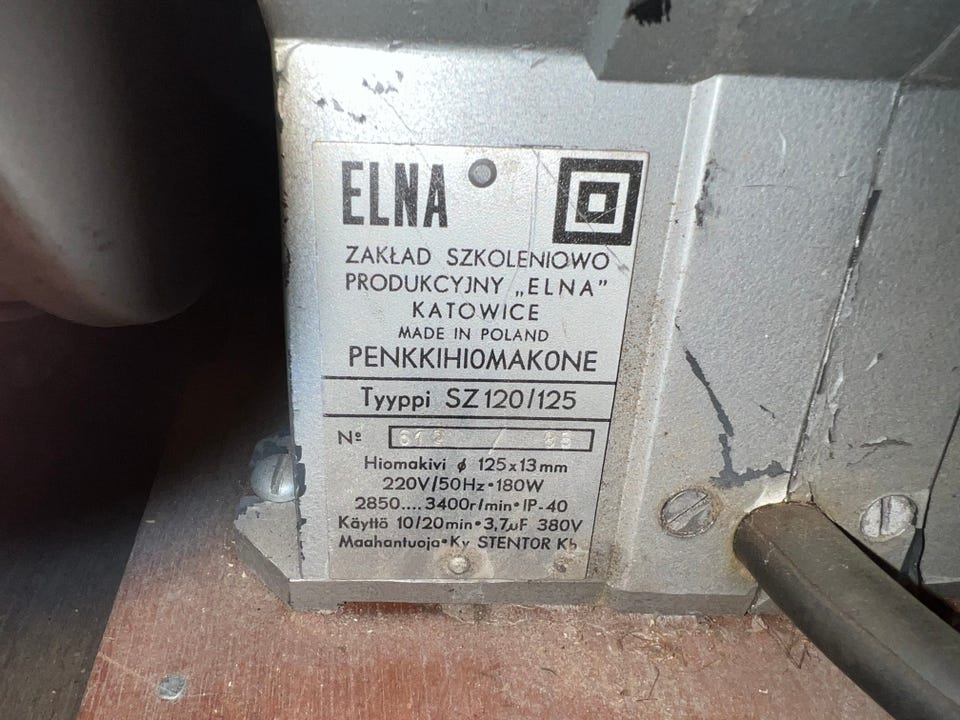 ELNA
ZAKŁAD SZKOLENIOWO
PRODUKCYJNY „ELNA”
KATOWICE
MADE IN POLAND
PENKKIHIOMAKONE
Tyyppi SZ 120/125
Nº /
Hiomakivi ϕ 125x13mm
220V/50Hz•180W
2850....3400r/min•IP-40
Käyttö 10/20min•3,7µF 380V
Maahantuoja•Ky STENTOR Kb